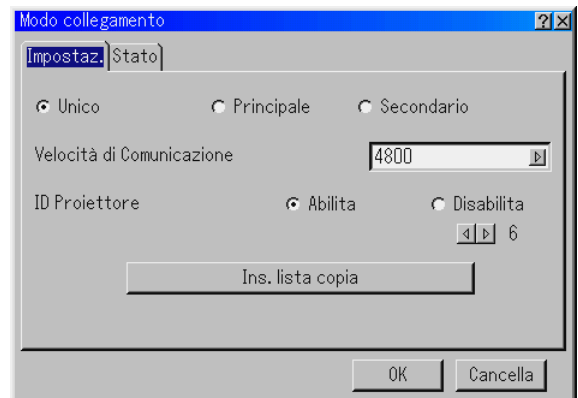 Modo collegamento
Impostaz. Stato
Unico Principale Secondario
Velocità di Comunicazione 4800
ID Proiettore Abilita Disabilita
6
Ins. lista copia
OK Cancella